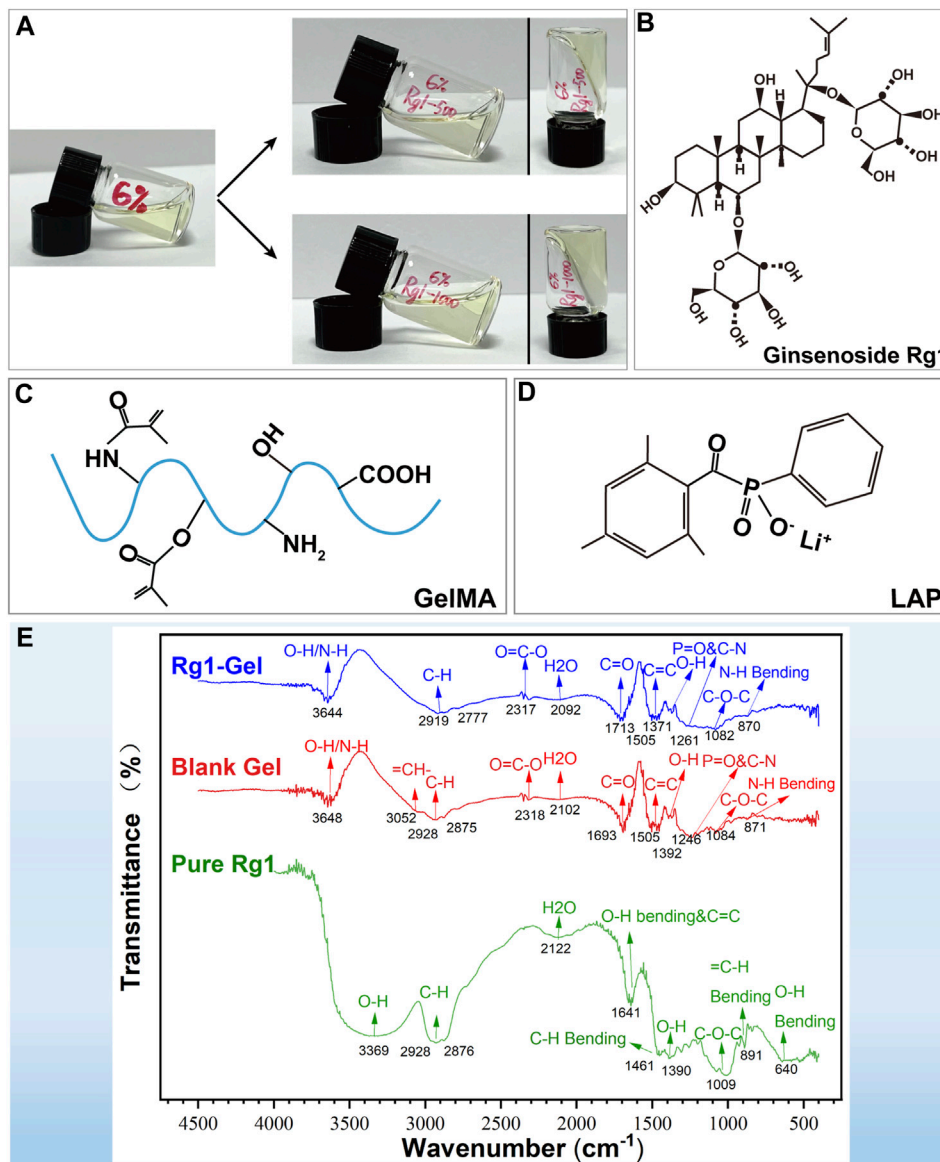 A
6%
6%
Rg1-500
6%
Rg1-500
6%
Rg1-1000
6%
Rg1-1000
B
OH
O
OH
O
OH
OH
OH
H
H
HO
H
O
O
OH
OH
HO
OH
Ginsenoside Rg1
C
O
HN
OH
COOH
O
O
NH2
GelMA
D
O
P
O
O-
Li+
LAP
E
Transmittance (%)
Rg1-Gel
O-H/N-H
3644
C-H
2919
2777
O=C-O
2317
H2O
2092
C=O
1713
C=C
1505
O-H
1371
P=O&C-N
1261
C-O-C
1082
N-H Bending
870
Blank Gel
O-H/N-H
3648
=CH-
3052
C-H
2928
2875
O=C-O
2318
H2O
2102
C=O
1693
C=C
1505
O-H
1392
P=O&C-N
1246
C-O-C
1084
N-H Bending
871
Pure Rg1
O-H
3369
C-H
2928
2876
H2O
2122
O-H bending&C=C
1641
C-H Bending
1461
O-H
1390
C-O-C
1009
=C-H
Bending
891
O-H
Bending
640
4500 4000 3500 3000 2500 2000 1500 1000 500
Wavenumber (cm-1)